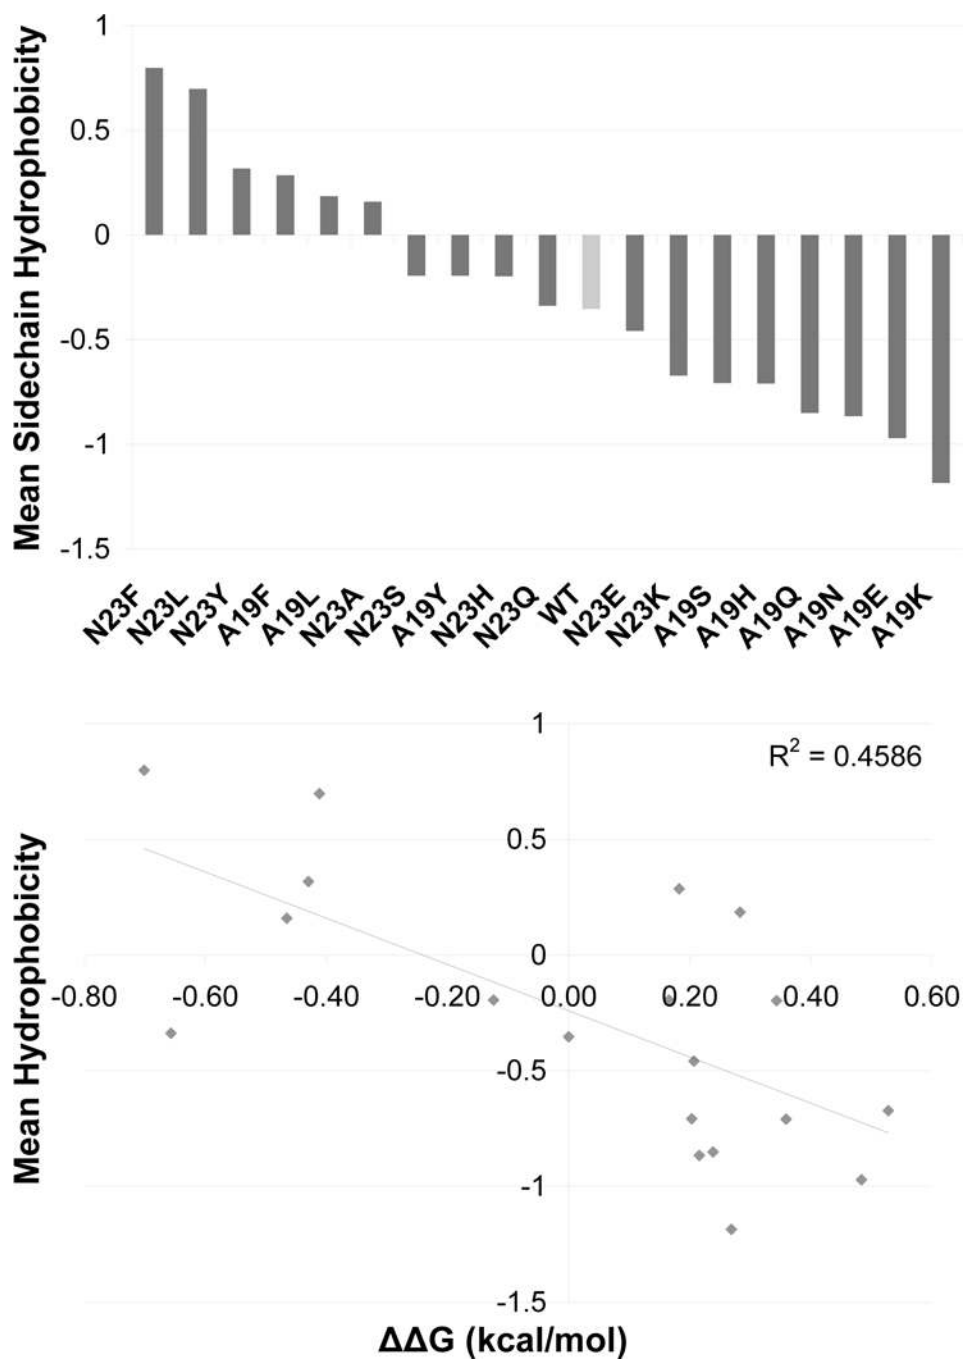 Mean Sidechain Hydrophobicity
1
0.5
0
-0.5
-1
-1.5
N23F
N23L
N23Y
A19F
A19L
N23A
N23S
A19Y
N23H
N23Q
WT
N23E
N23K
A19S
A19H
A19Q
A19N
A19E
A19K
Mean Hydrophobicity
1
R² = 0.4586
0.5
0
-0.80 -0.60 -0.40 -0.20 0.00 0.20 0.40 0.60
-0.5
-1
-1.5
ΔΔG (kcal/mol)